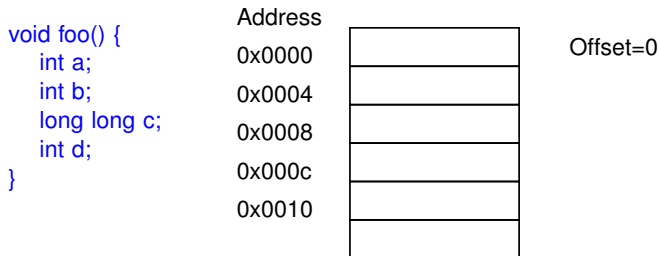 void foo() {
int a;
int b;
long long c;
int d;
}
Address
0x0000
0x0004
0x0008
0x000c
0x0010
Offset=0